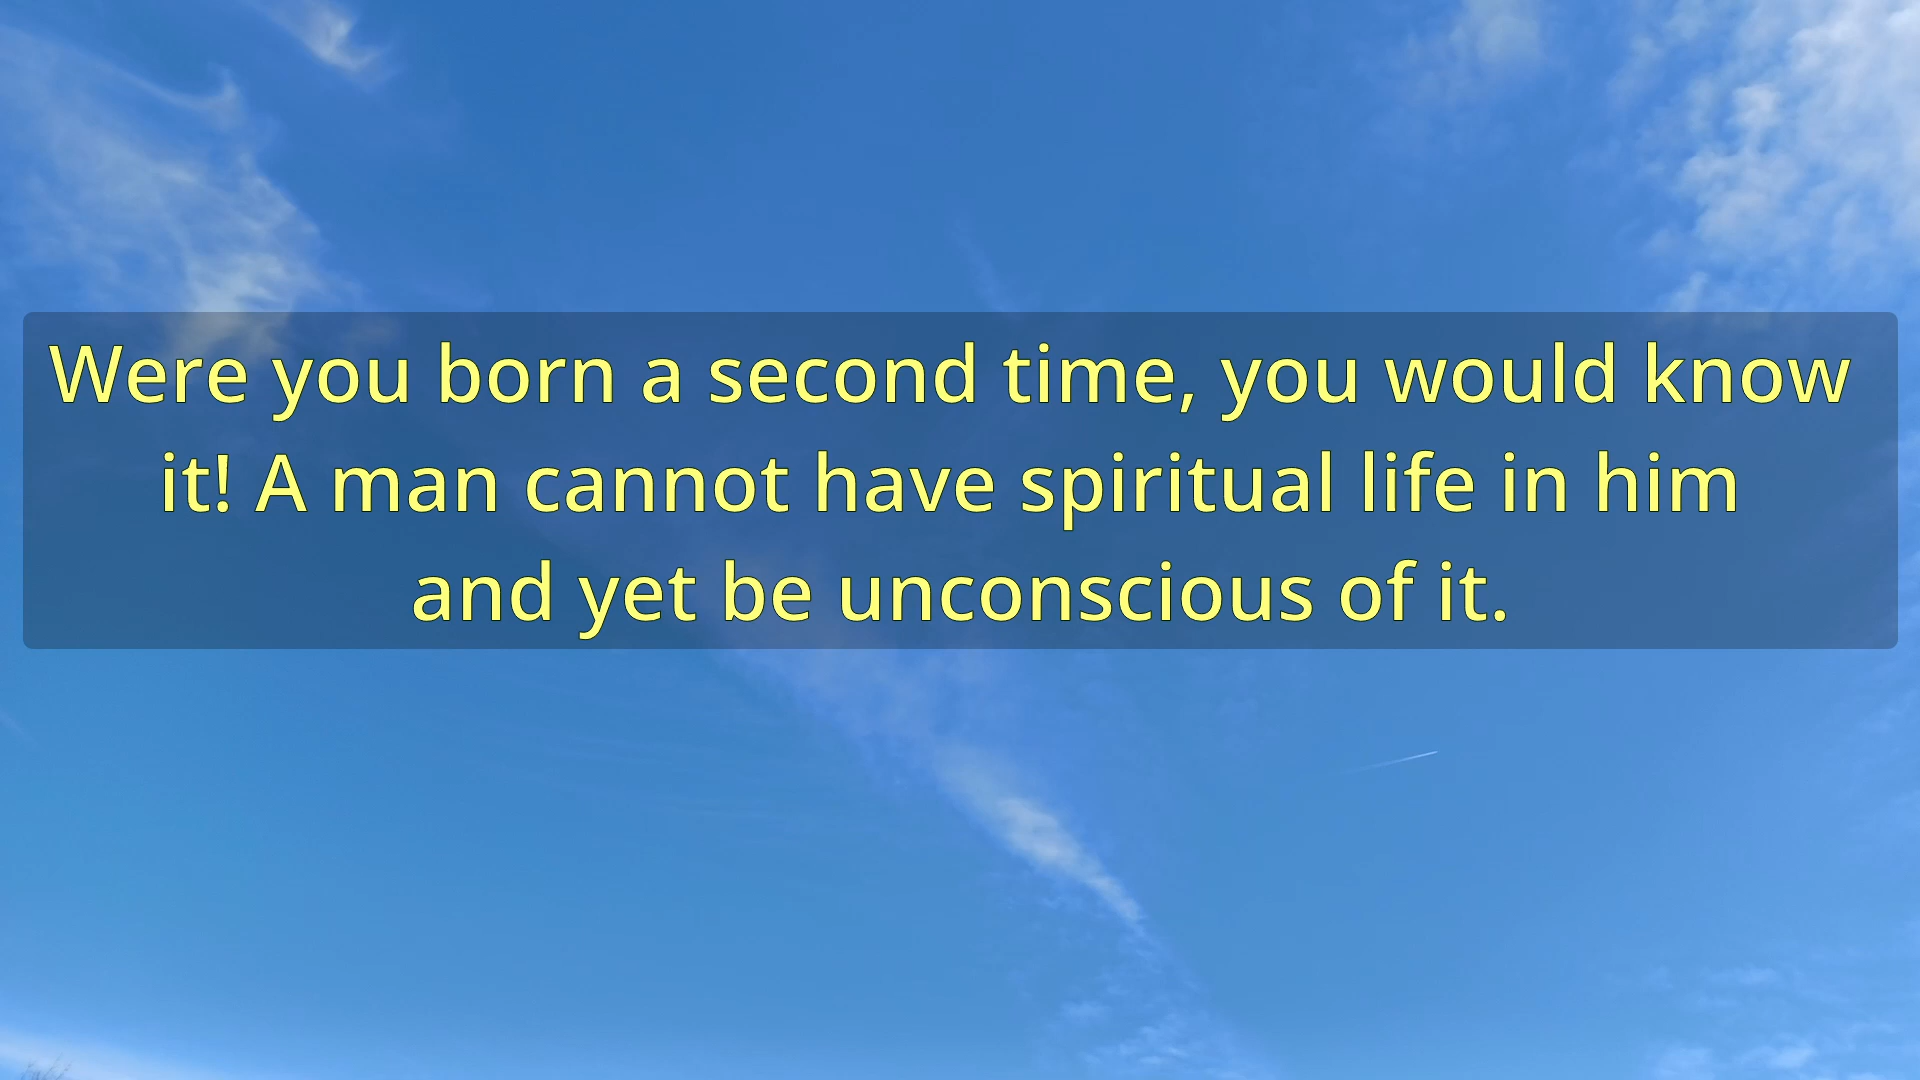 Were you born a second time, you would know
it! A man cannot have spiritual life in him
and yet be unconscious of it.